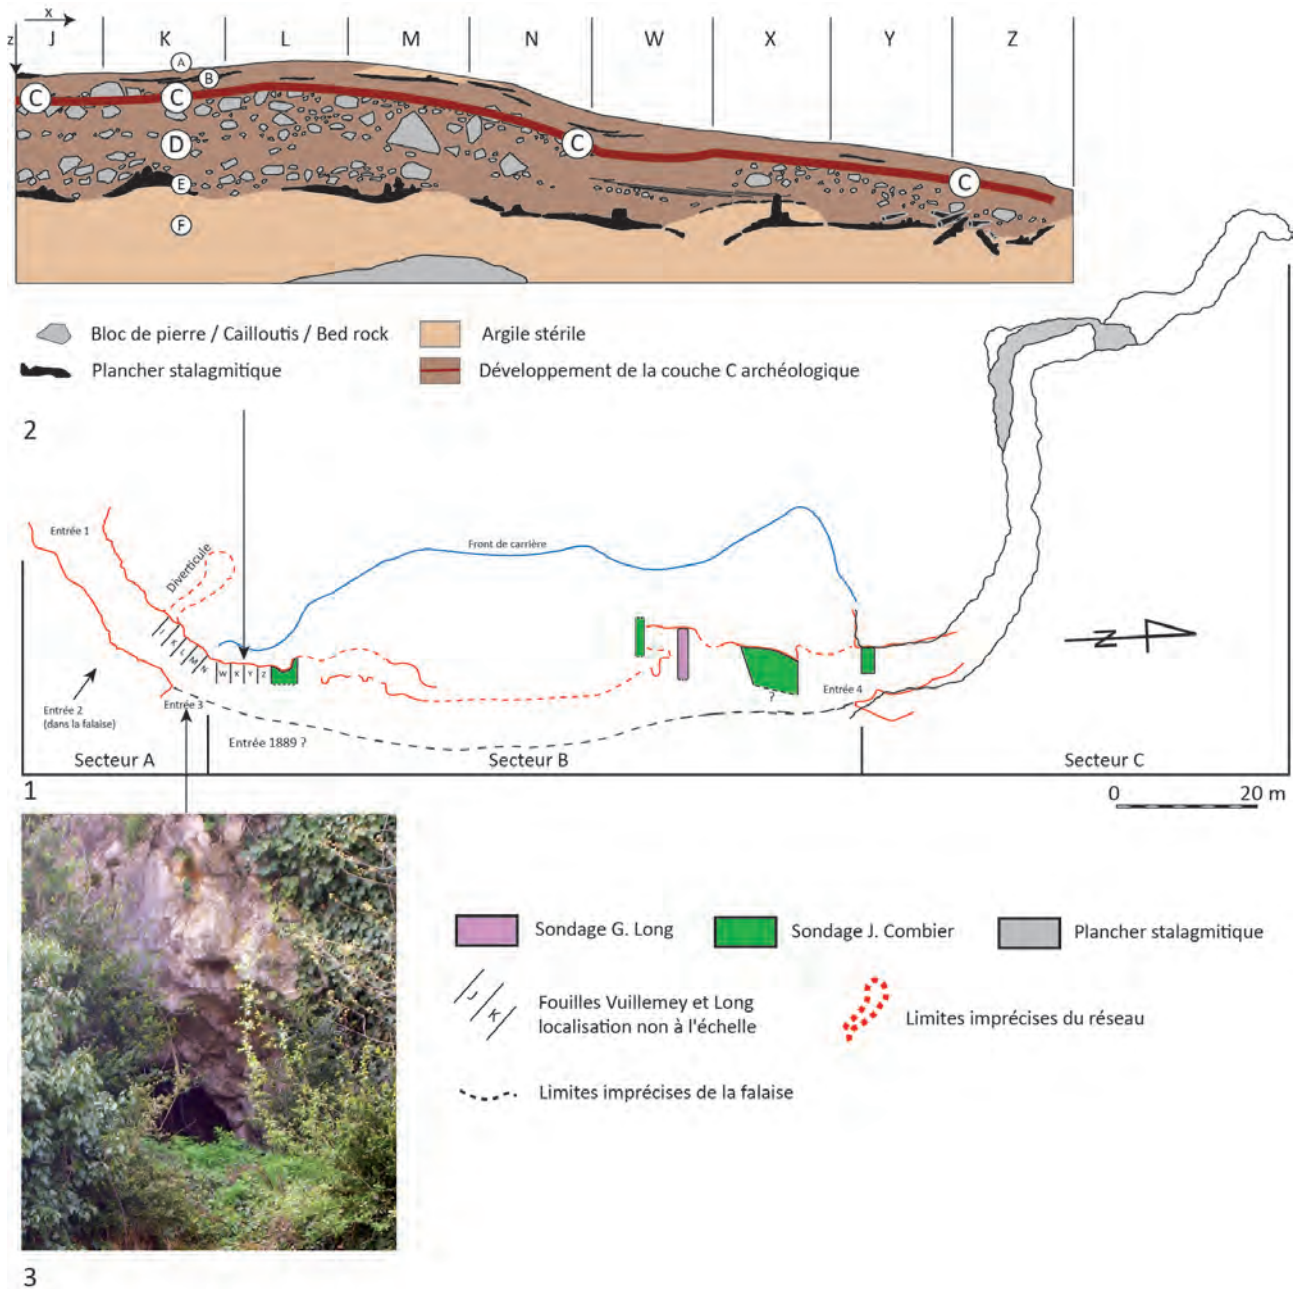 X
J K L M N W X Y Z
Z
A
B
C C
D
C
E
C
F
Bloc de pierre / Cailloutis / Bed rock
Argile stérile
Plancher stalagmitique
Développement de la couche C archéologique
2
Entrée 1
Diverticule
Front de carrière
J K L M N
W X Y Z
N
Entrée 2
(dans la falaise)
Entrée 3
?
Entrée 4
Entrée 1889 ?
Secteur A
Secteur B
Secteur C
1
0 20 m
Sondage G. Long
Sondage J. Combier
Plancher stalagmitique
J K
Fouilles Vuillemey et Long
localisation non à l'échelle
Limites imprécises du réseau
Limites imprécises de la falaise
3